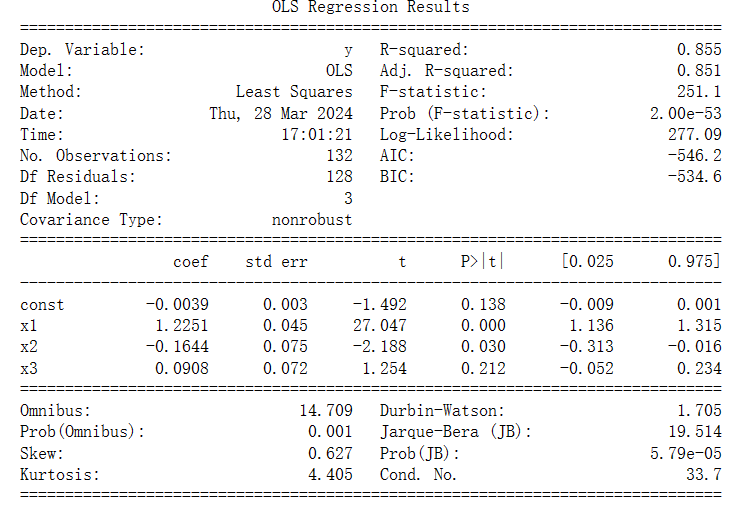 OLS Regression Results
==============================================================================
Dep. Variable:                      y   R-squared:                       0.855
Model:                            OLS   Adj. R-squared:                  0.851
Method:                 Least Squares   F-statistic:                     251.1
Date:                Thu, 28 Mar 2024   Prob (F-statistic):           2.00e-53
Time:                        17:01:21   Log-Likelihood:                 277.09
No. Observations:                 132   AIC:                            -546.2
Df Residuals:                     128   BIC:                            -534.6
Df Model:                           3
Covariance Type:            nonrobust
==============================================================================
                 coef    std err          t      P>|t|      [0.025      0.975]
------------------------------------------------------------------------------
const         -0.0039      0.003     -1.492      0.138      -0.009       0.001
x1             1.2251      0.045     27.047      0.000       1.136       1.315
x2            -0.1644      0.075     -2.188      0.030      -0.313      -0.016
x3             0.0908      0.072      1.254      0.212      -0.052       0.234
==============================================================================
Omnibus:                       14.709   Durbin-Watson:                   1.705
Prob(Omnibus):                  0.001   Jarque-Bera (JB):               19.514
Skew:                           0.627   Prob(JB):                     5.79e-05
Kurtosis:                       4.405   Cond. No.                         33.7
==============================================================================